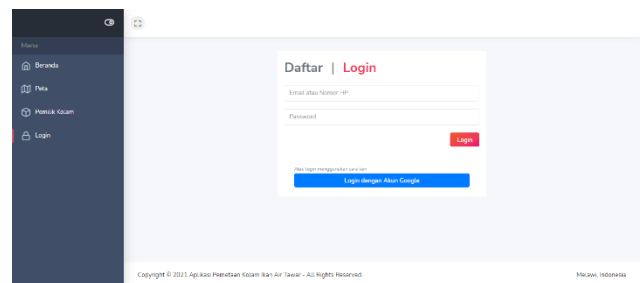 Menu
Beranda
Peta
Pemilik Kolam
Login
Daftar | Login
Email atau Nomor HP
Password
Login
Atau login menggunakan cara lain
Login dengan Akun Google
Copyright © 2021 Aplikasi Pemetaan Kolam Ikan Air Tawar - All Rights Reserved.
Melawi, Indonesia